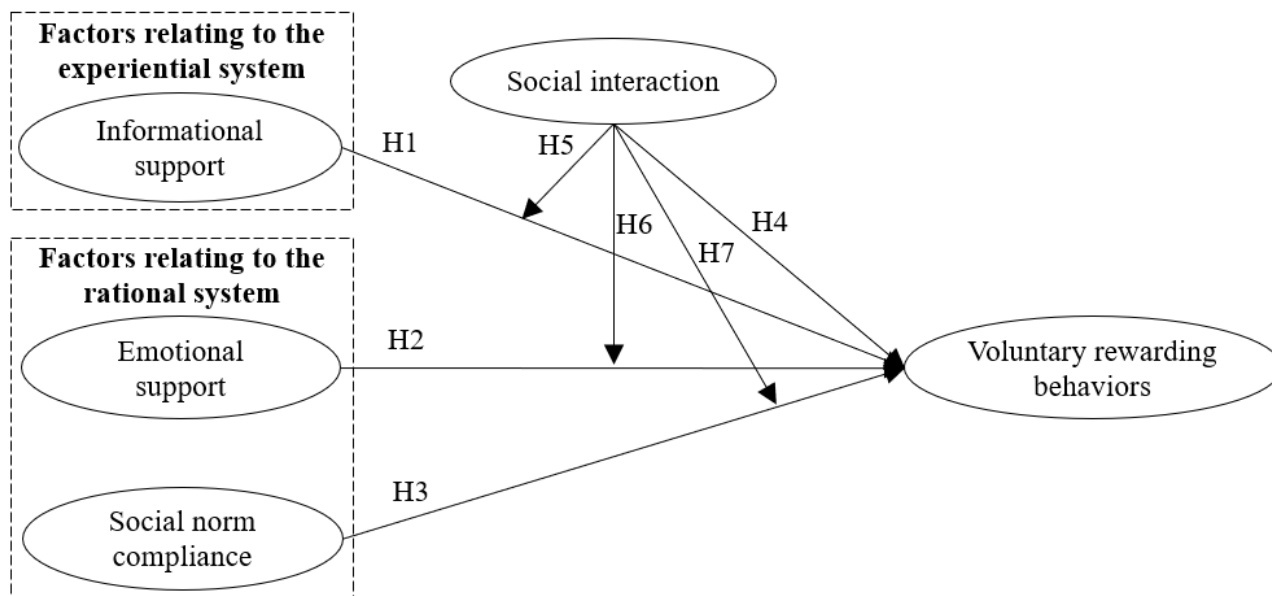 Factors relating to the
experiential system
Informational
support
Social interaction
H1
H5
H6
H4
H7
Factors relating to the
rational system
Emotional
support
H2
Voluntary rewarding
behaviors
H3
Social norm
compliance